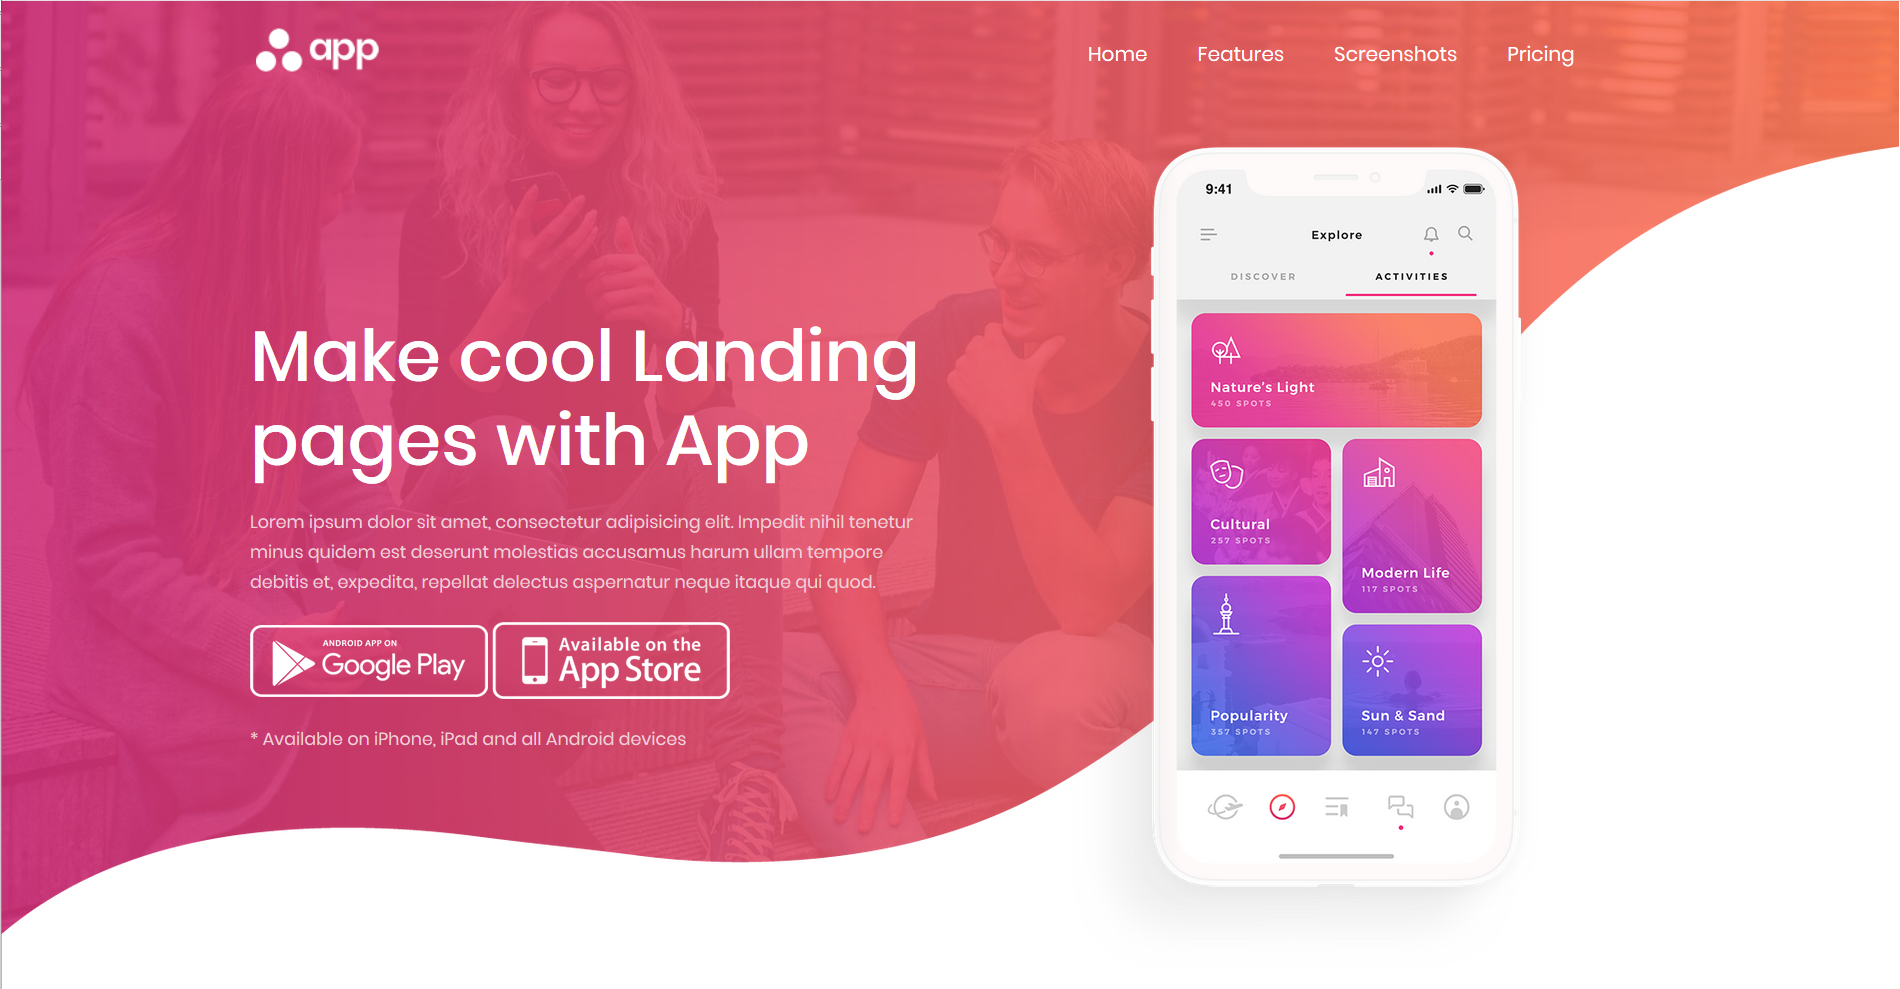 app
Home
Features
Screenshots
Pricing
Make cool Landing
pages with App
Lorem ipsum dolor sit amet, consectetur adipisicing elit. Impedit nihil tenetur
minus quidem est deserunt molestias accusamus harum ullam tempore
debitis et, expedita, repellat delectus aspernatur neque itaque qui quod.
ANDROID APP ON
Google Play
Available on the
App Store
* Available on iPhone, iPad and all Android devices
9:41
Explore
DISCOVER
ACTIVITIES
Nature's Light
450 SPOTS
Cultural
257 SPOTS
Modern Life
117 SPOTS
Popularity
357 SPOTS
Sun & Sand
147 SPOTS